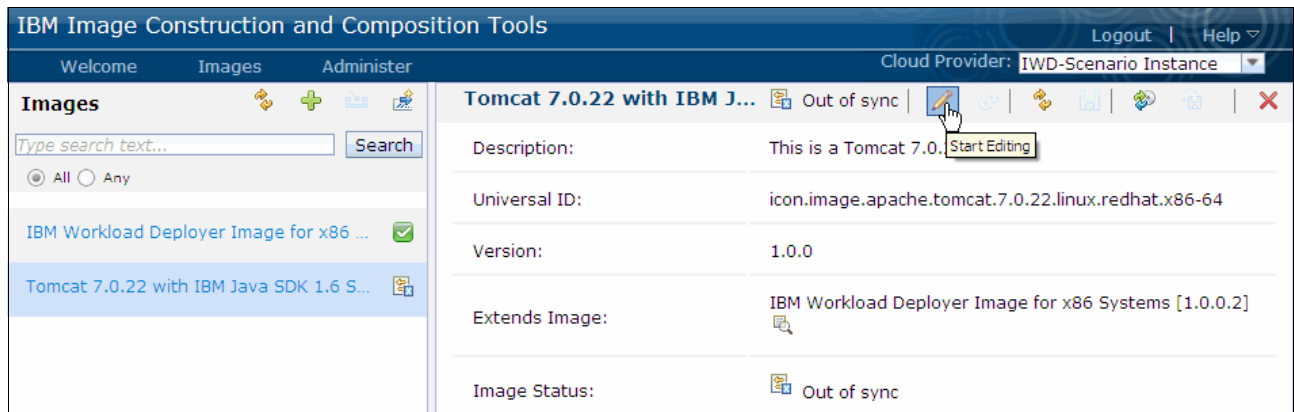 IBM Image Construction and Composition Tools
Logout | Help
Welcome Images Administer
Cloud Provider: IWD-Scenario Instance
Images
Type search text...
Search
All Any
IBM Workload Deployer Image for x86 ...
Tomcat 7.0.22 with IBM Java SDK 1.6 S...
Tomcat 7.0.22 with IBM J... Out of sync
Start Editing
Description: This is a Tomcat 7.0.
Universal ID: icon.image.apache.tomcat.7.0.22.linux.redhat.x86-64
Version: 1.0.0
Extends Image: IBM Workload Deployer Image for x86 Systems [1.0.0.2]
Image Status: Out of sync